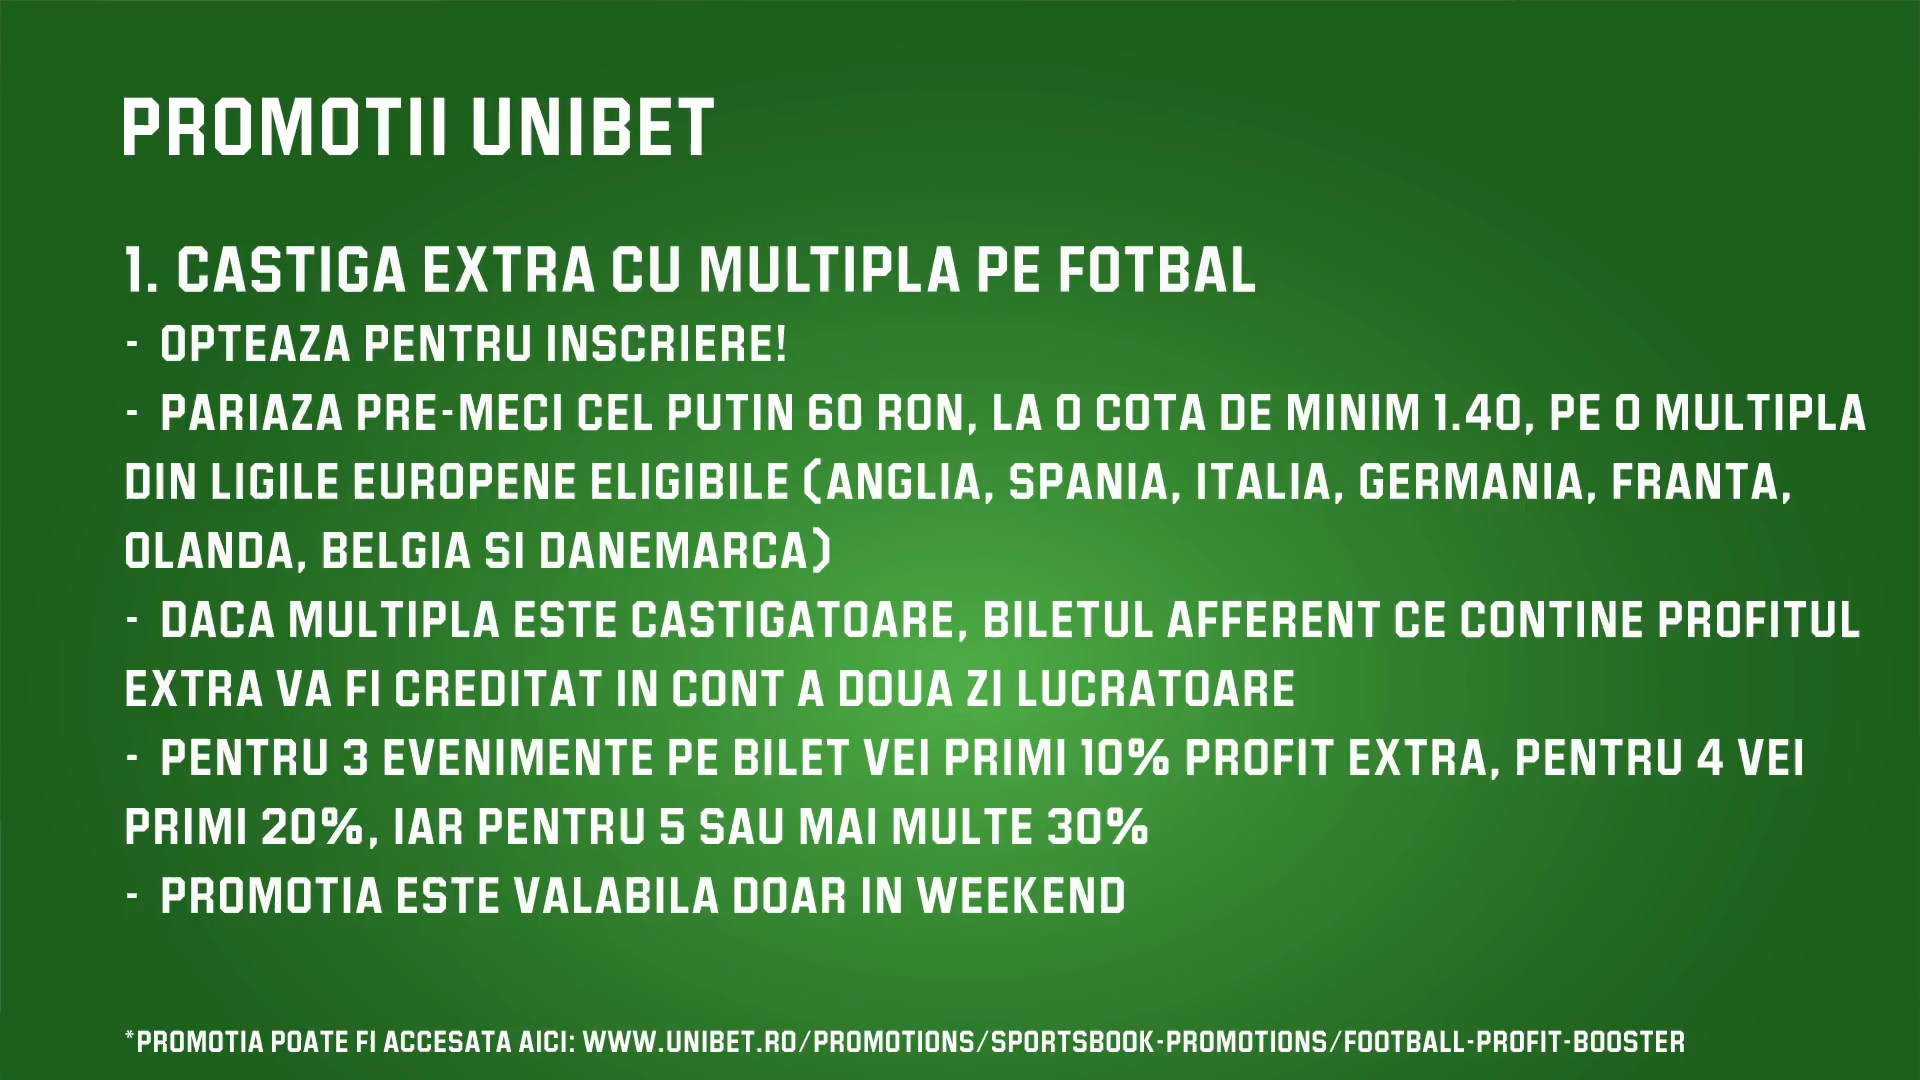 PROMOTII UNIBET
1. CASTIGA EXTRA CU MULTIPLA PE FOTBAL
- OPTEAZA PENTRU INSCRIERE!
- PARIAZA PRE-MECI CEL PUTIN 60 RON, LA O COTA DE MINIM 1.40, PE O MULTIPLA
DIN LIGILE EUROPENE ELIGIBILE (ANGLIA, SPANIA, ITALIA, GERMANIA, FRANTA,
OLANDA, BELGIA SI DANEMARCA)
- DACA MULTIPLA ESTE CASTIGATOARE, BILETUL AFFERENT CE CONTINE PROFITUL
EXTRA VA FI CREDITAT IN CONT A DOUA ZI LUCRATOARE
- PENTRU 3 EVENIMENTE PE BILET VEI PRIMI 10% PROFIT EXTRA, PENTRU 4 VEI
PRIMI 20%, IAR PENTRU 5 SAU MAI MULTE 30%
- PROMOTIA ESTE VALABILA DOAR IN WEEKEND
*PROMOTIA POATE FI ACCESATA AICI: WWW.UNIBET.RO/PROMOTIONS/SPORTSBOOK-PROMOTIONS/FOOTBALL-PROFIT-BOOSTER